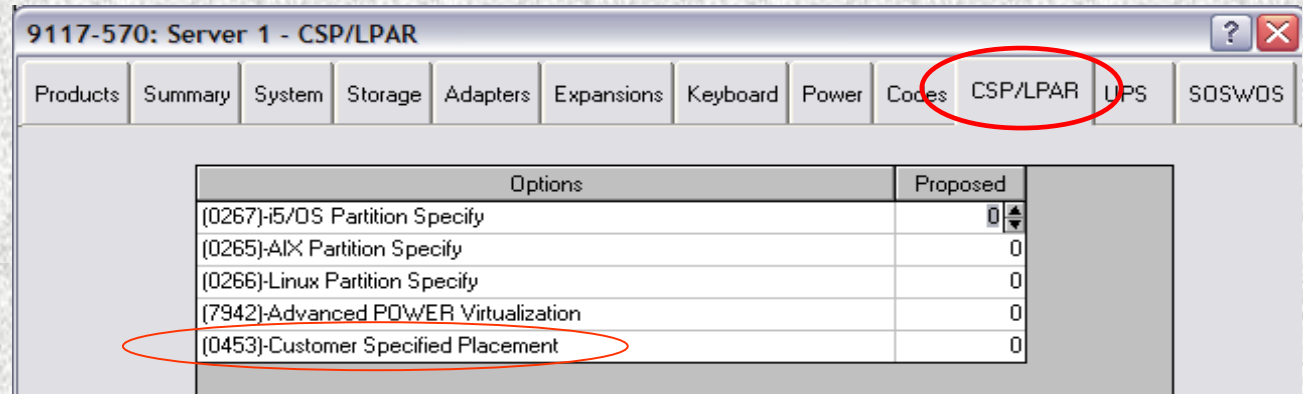 9117-570: Server 1 - CSP/LPAR
Products Summary System Storage Adapters Expansions Keyboard Power Codes CSP/LPAR UPS SOSWOS
Options Proposed
(0267)-i5/OS Partition Specify 0
(0265)-AIX Partition Specify 0
(0266)-Linux Partition Specify 0
(7942)-Advanced POWER Virtualization 0
(0453)-Customer Specified Placement 0